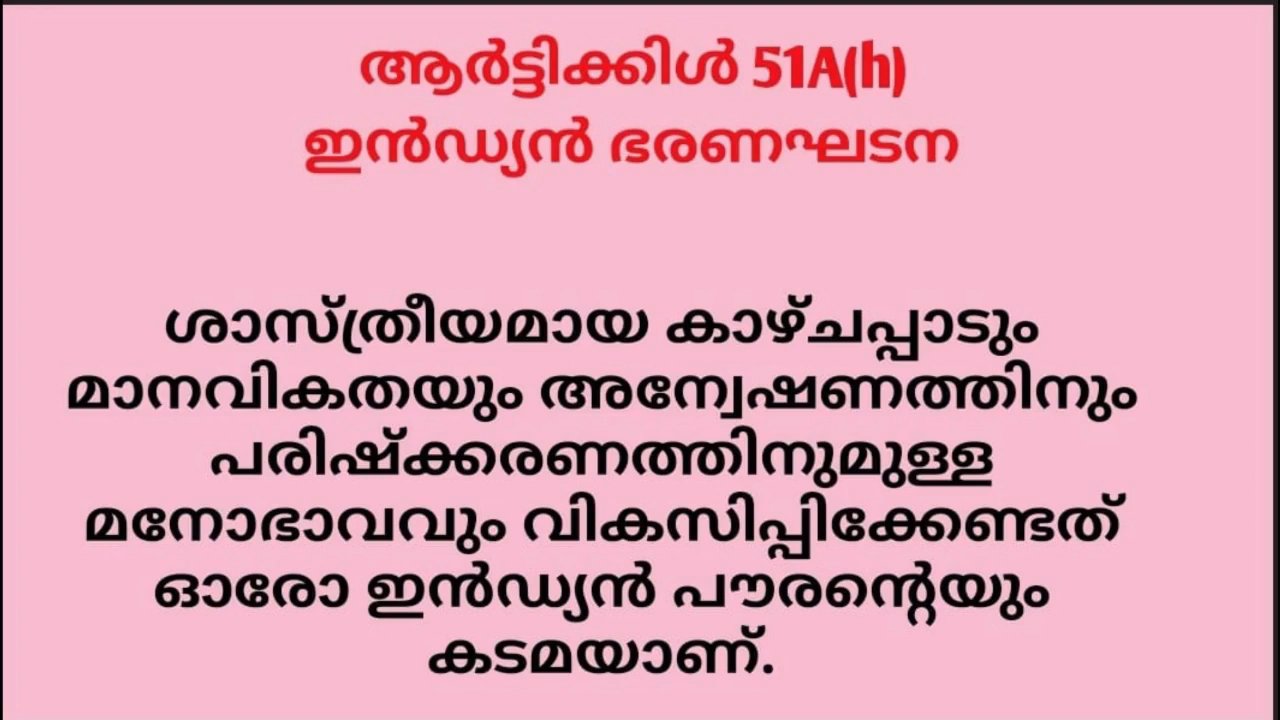 ആർട്ടിക്കിൾ 51A(h)
ഇൻഡ്യൻ ഭരണഘടന
ശാസ്ത്രീയമായ കാഴ്ചപ്പാടും
മാനവികതയും അന്വേഷണത്തിനും
പരിഷ്ക്കരണത്തിനുമുള്ള
മനോഭാവവും വികസിപ്പിക്കേണ്ടത്
ഓരോ ഇൻഡ്യൻ പൗരന്റെയും
കടമയാണ്.